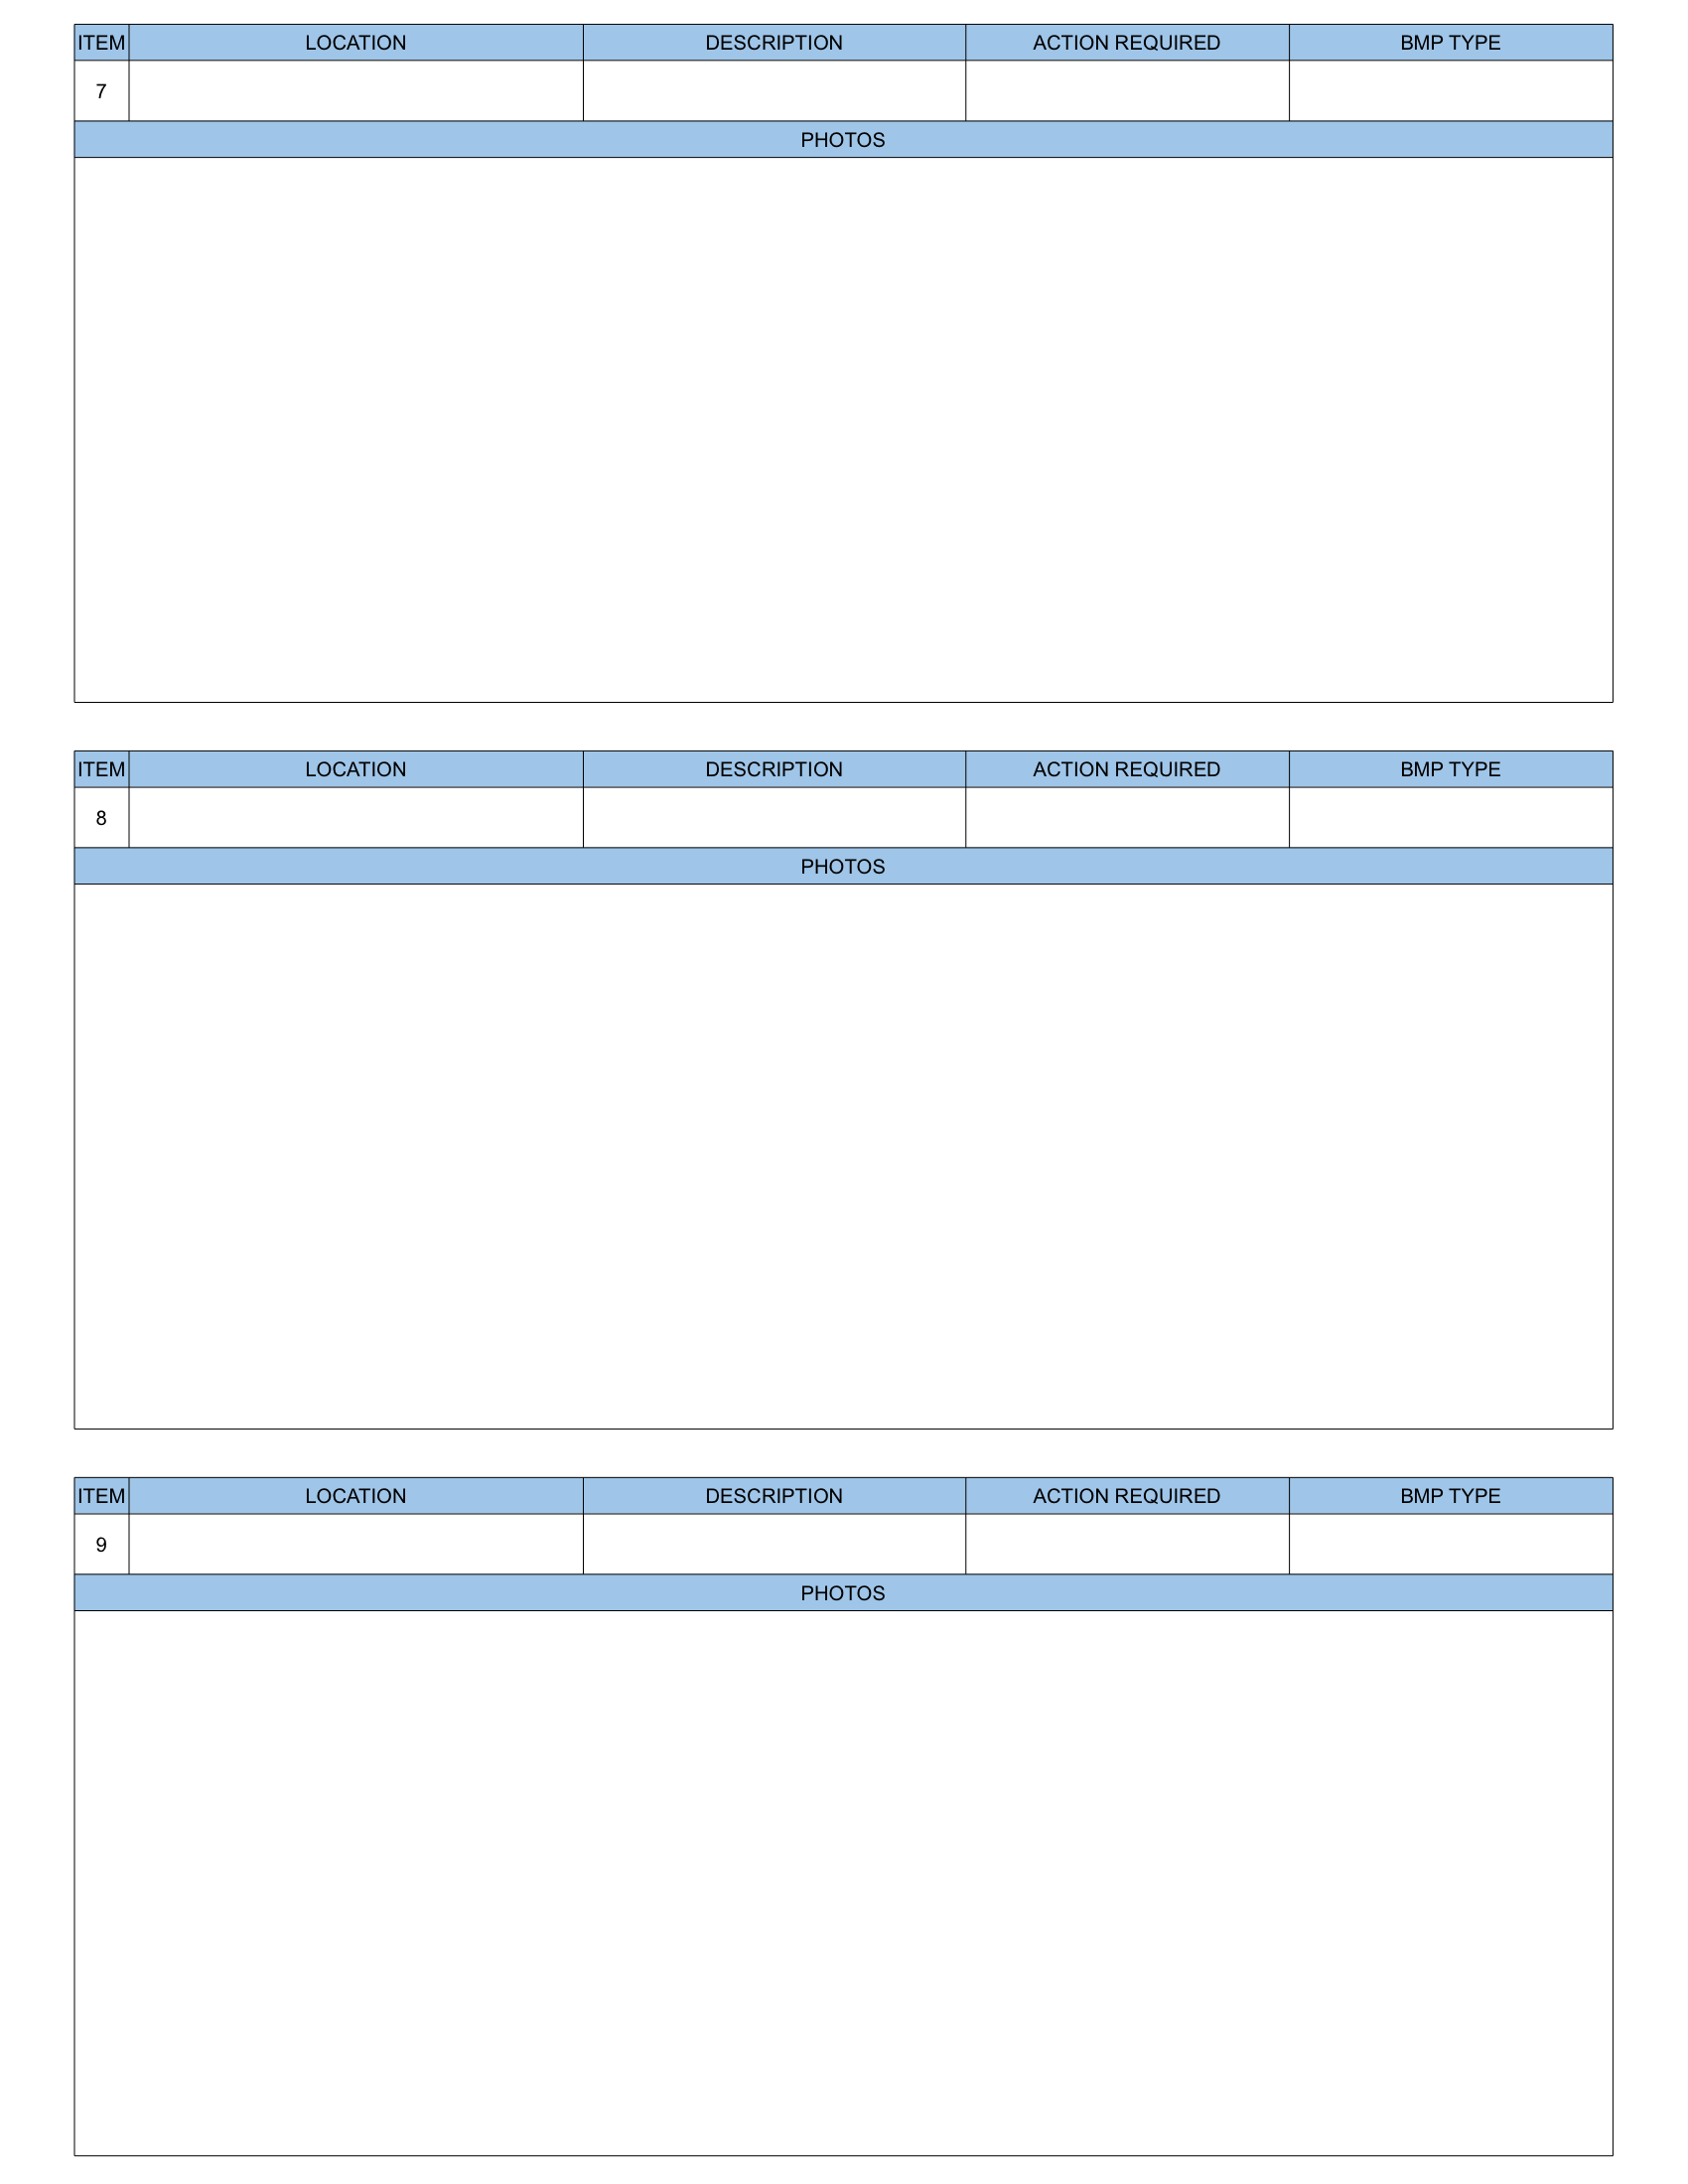 ITEM LOCATION DESCRIPTION ACTION REQUIRED BMP TYPE
7
PHOTOS
ITEM LOCATION DESCRIPTION ACTION REQUIRED BMP TYPE
8
PHOTOS
ITEM LOCATION DESCRIPTION ACTION REQUIRED BMP TYPE
9
PHOTOS